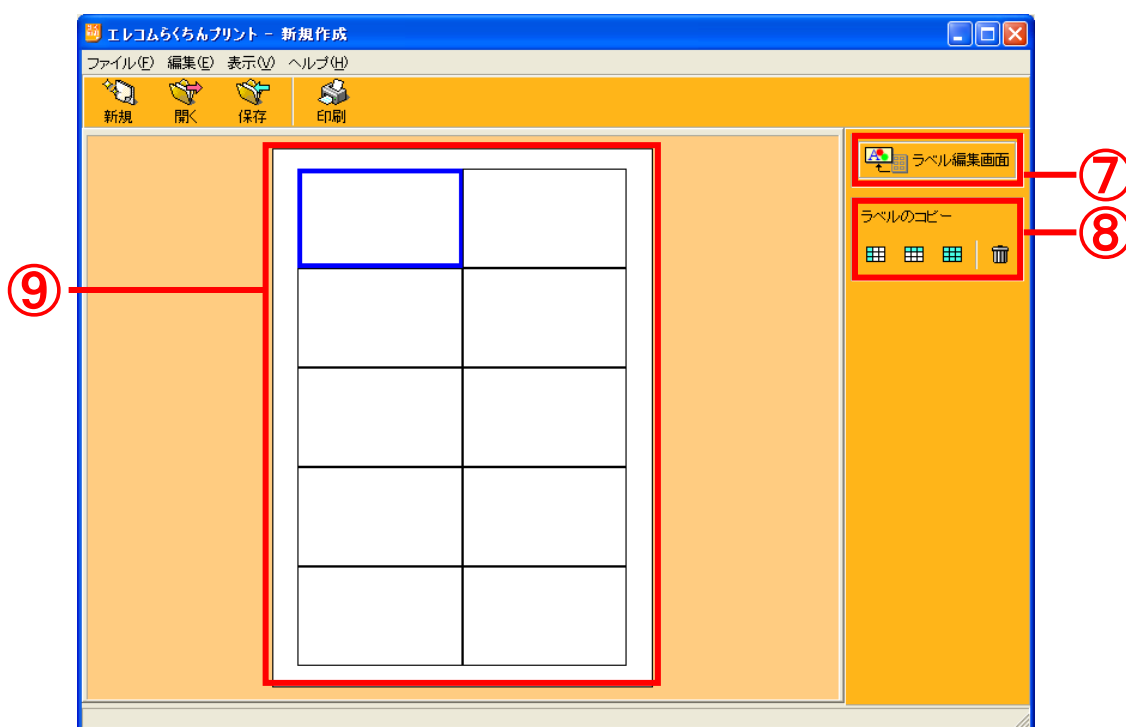 エレコムらくちんプリント - 新規作成
ファイル(F) 編集(E) 表示(V) ヘルプ(H)
新規 開く 保存 印刷
ラベル編集画面
⑦
ラベルのコピー
⑧
⑨